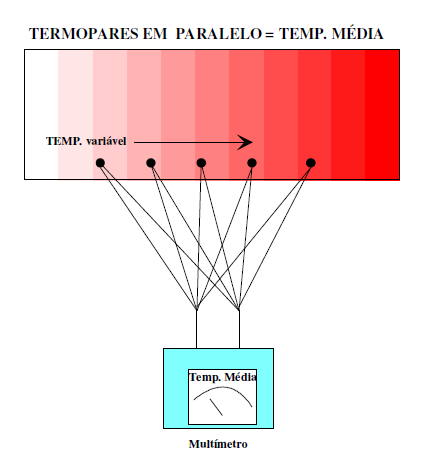 TERMOPARES EM PARALELO = TEMP. MÉDIA
TEMP. variável
Temp. Média
Multímetro